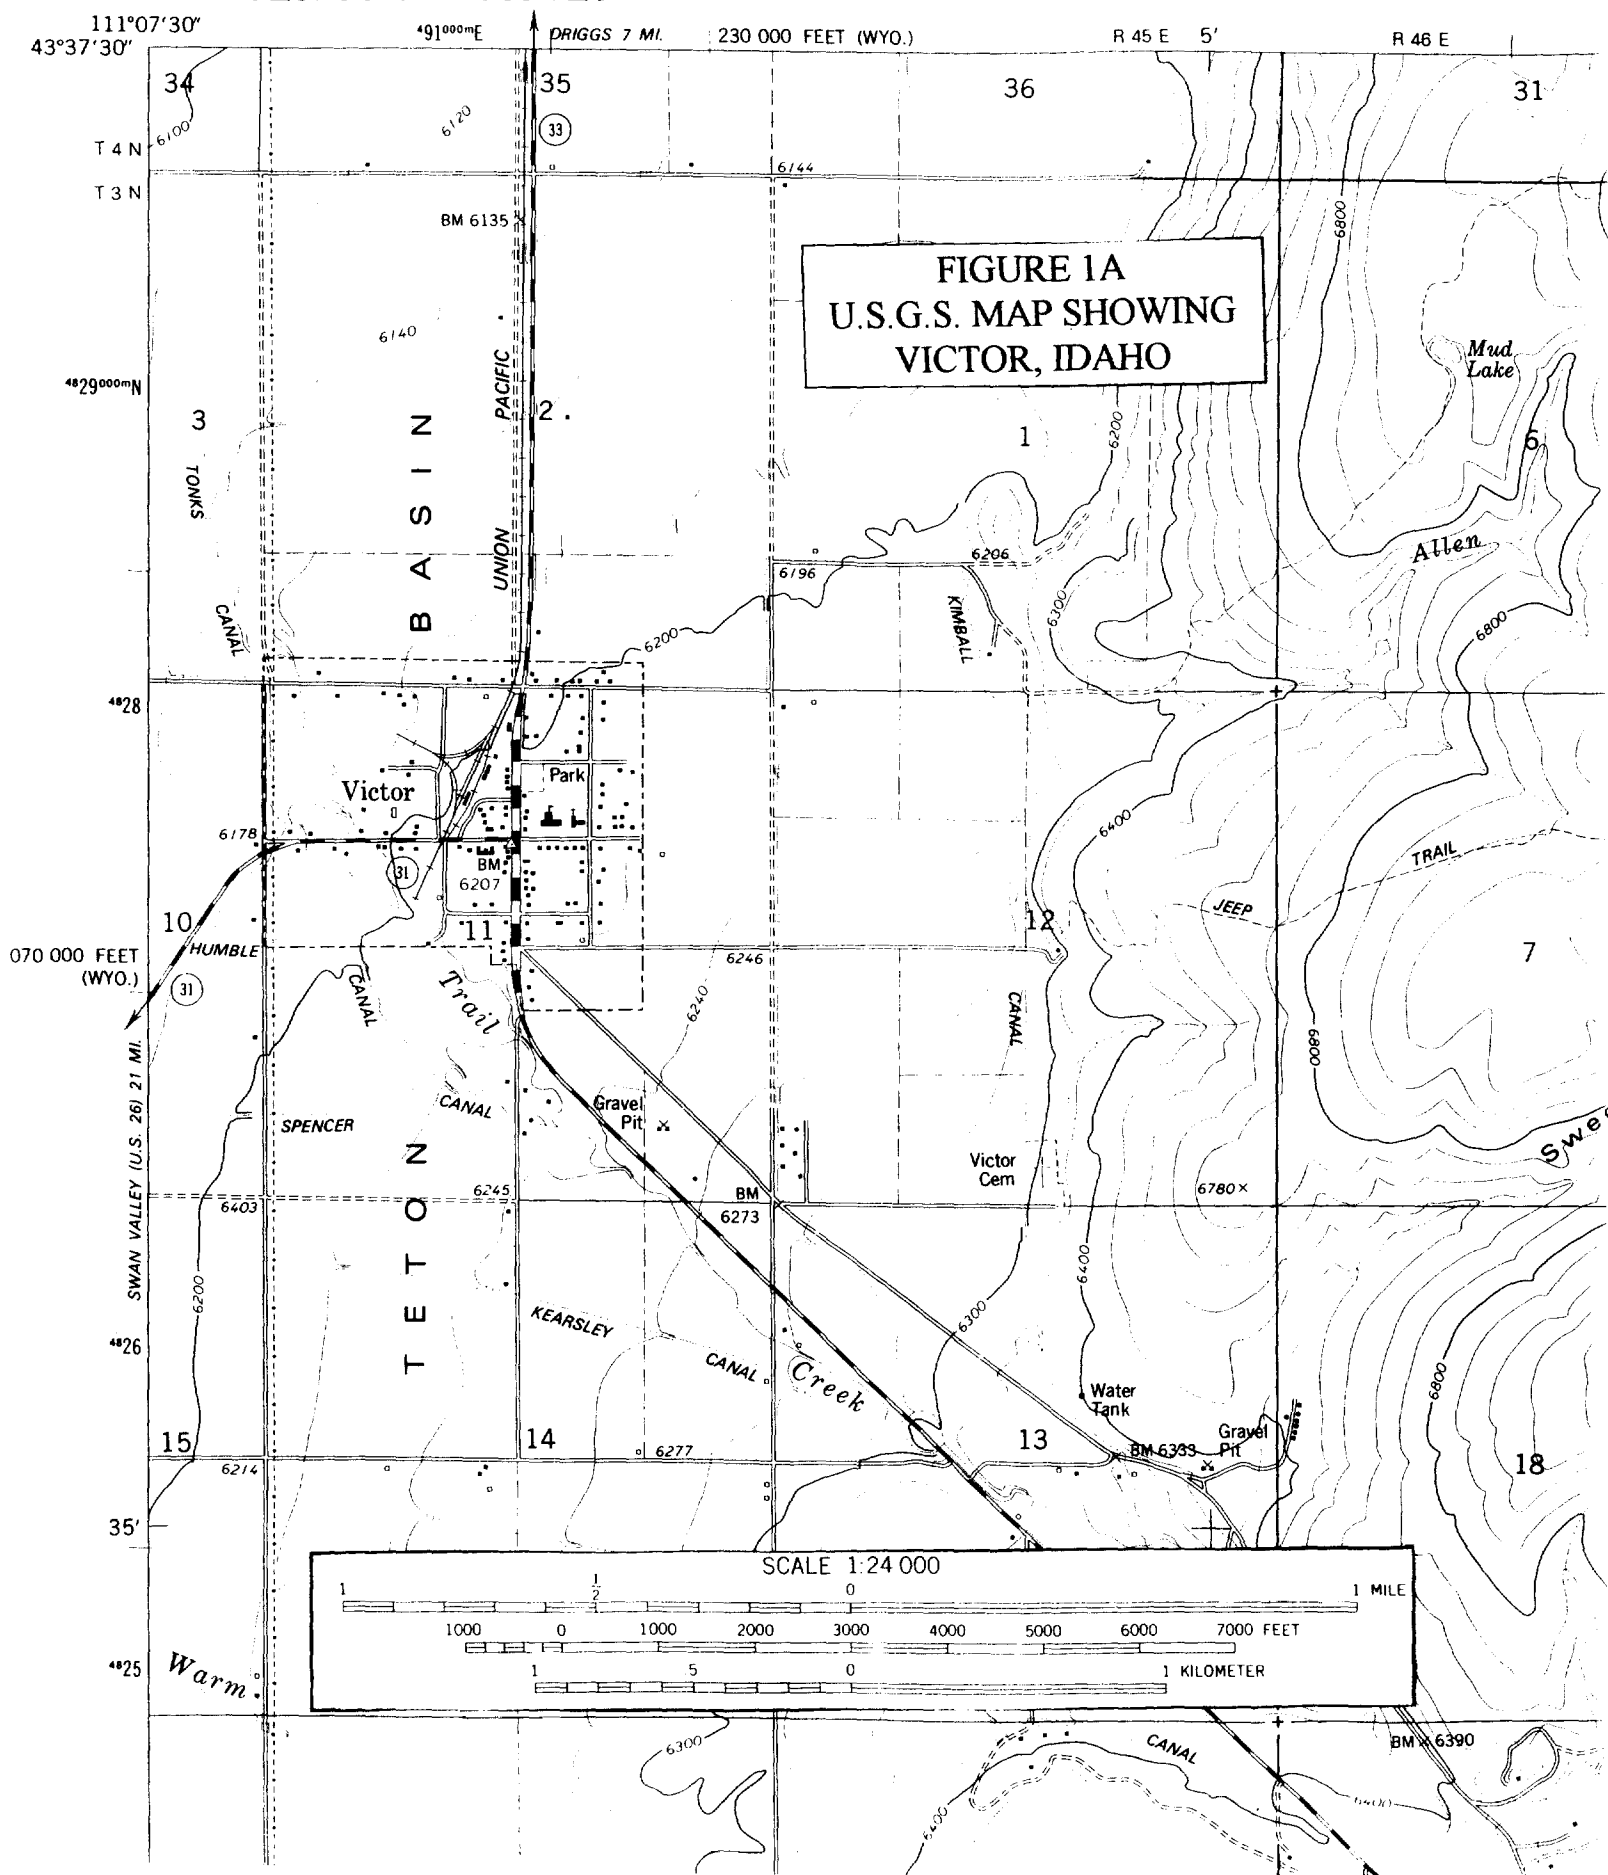 111°07'30"
43°37'30"
⁴91⁰⁰⁰ᵐE
DRIGGS 7 MI.
230 000 FEET (WYO.)
R 45 E
5'
R 46 E
34
35
36
31
6100
6120
33
T 4 N
T 3 N
6144
BM 6135
6800
FIGURE 1A
U.S.G.S. MAP SHOWING
VICTOR, IDAHO
6140
Mud
Lake
⁴⁸29⁰⁰⁰ᵐN
3
BASIN
UNION PACIFIC
2
1
6200
6
TONKS
CANAL
Allen
6206
6196
KIMBALL
6300
6800
6200
⁴⁸28
Park
Victor
6178
6400
31
BM
6207
TRAIL
JEEP
10
HUMBLE
11
12
7
070 000 FEET
(WYO.)
31
6246
CANAL
Trail
6240
CANAL
6800
SWAN VALLEY (U.S. 26) 21 MI.
SPENCER
CANAL
Gravel
Pit
Victor
Cem
6780
6403
6245
BM
6273
TETON
6400
6200
KEARSLEY
6300
⁴⁸26
CANAL
Creek
Water
Tank
6800
15
14
6277
13
BM 6333
Gravel
Pit
6214
18
35'
SCALE 1:24 000
1 ½ 0 1 MILE
1000 0 1000 2000 3000 4000 5000 6000 7000 FEET
1 5 0 1 KILOMETER
⁴⁸25
Warm
6300
CANAL
BM 6390
6400
6400